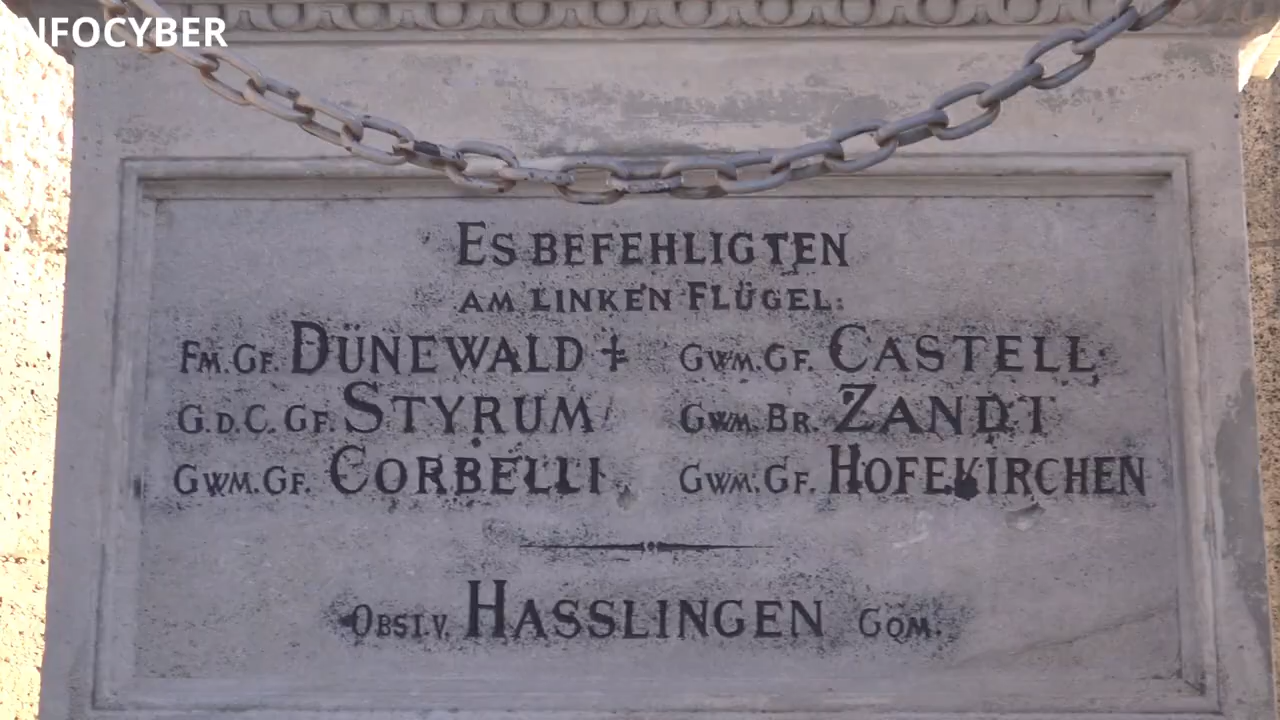 NFOCYBER
ES BEFEHLIGTEN
AM LINKEN FLÜGEL:
FM. GF. DÜNEWALD + GWM. GF. CASTELL
G. D. C. GF. STYRUM GWM. BR. ZANDT
GWM. GF. CORBELLI GWM. GF. HOFEKIRCHEN
OBST. V. HASSLINGEN GOM.